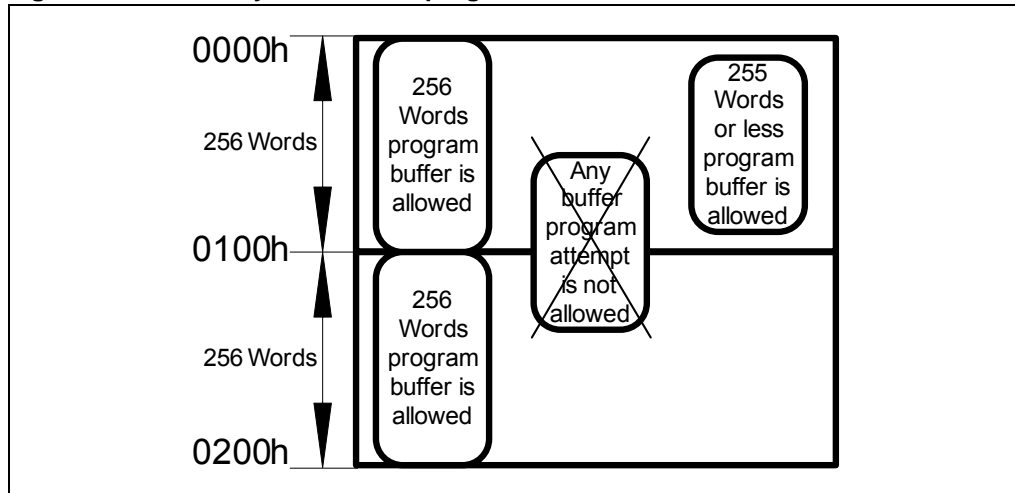 0000h
256 Words
0100h
256 Words
0200h
256
Words
program
buffer is
allowed
256
Words
program
buffer is
allowed
Any
buffer
program
attempt
is not
allowed
255
Words
or less
program
buffer is
allowed